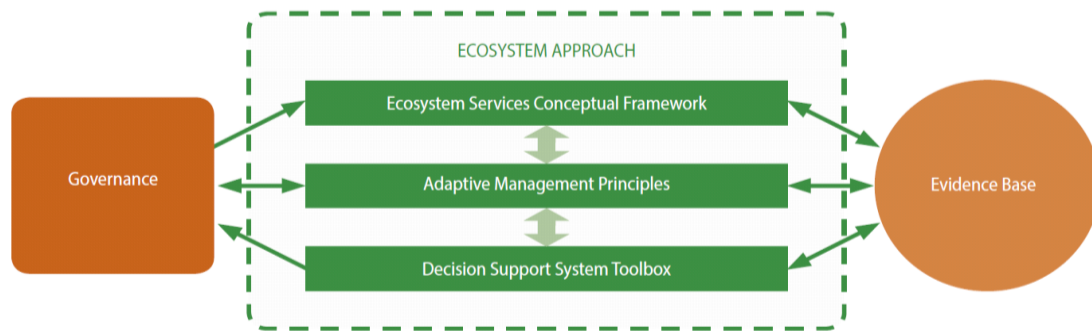 ECOSYSTEM APPROACH
Ecosystem Services Conceptual Framework
Governance
Adaptive Management Principles
Evidence Base
Decision Support System Toolbox